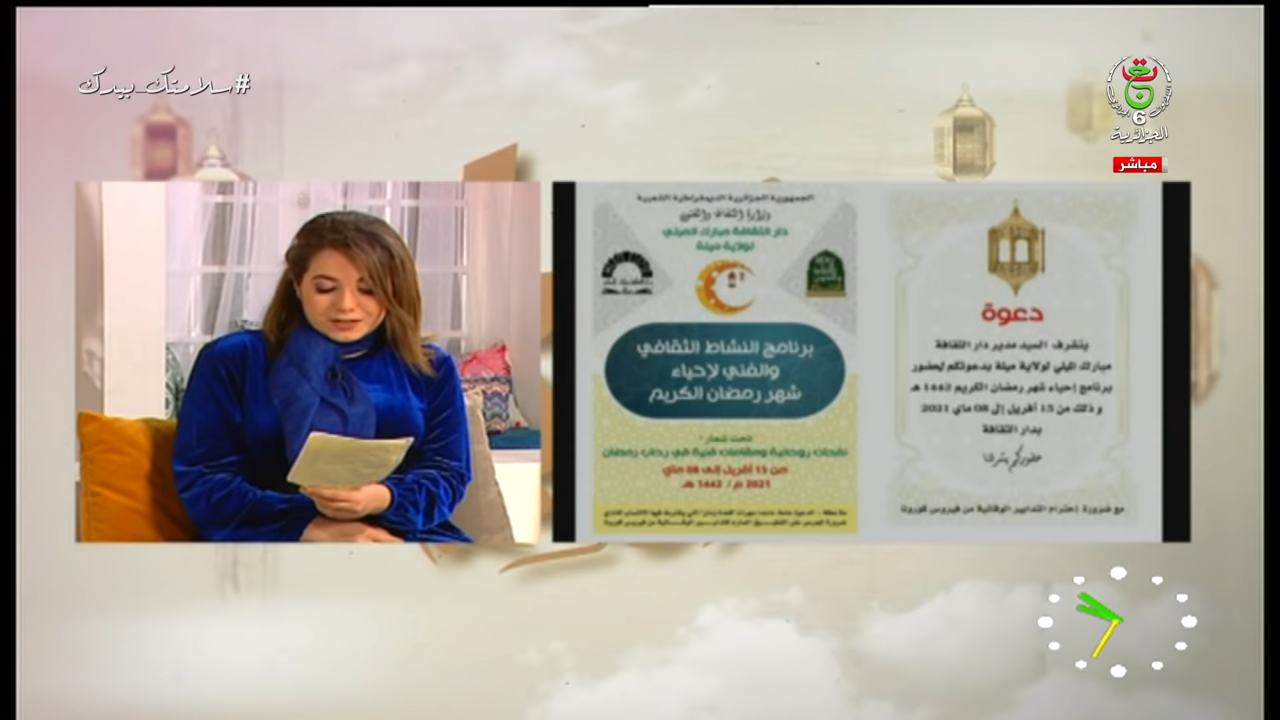 #سلامتك_بيدك
6
الجزائرية
مباشر
الجمهورية الجزائرية الديمقراطية الشعبية
وزارة الثقافة والفنون
دار الثقافة مبارك الميلي
لولاية ميلة
برنامج النشاط الثقافي
والفني لإحياء
شهر رمضان الكريم
تحت شعار
نفحات روحانية ومقامات فنية في رحاب رمضان
من 15 أفريل إلى 08 ماي
2021 م / 1442 هـ
دعوة
يتشرف السيد مدير دار الثقافة
مبارك الميلي لولاية ميلة بدعوتكم لحضور
برنامج إحياء شهر رمضان الكريم 1442 هـ
و ذلك من 15 أفريل إلى 08 ماي 2021
بدار الثقافة
حضوركم يشرفنا
مع ضرورة إحترام التدابير الوقائية من فيروس كورونا